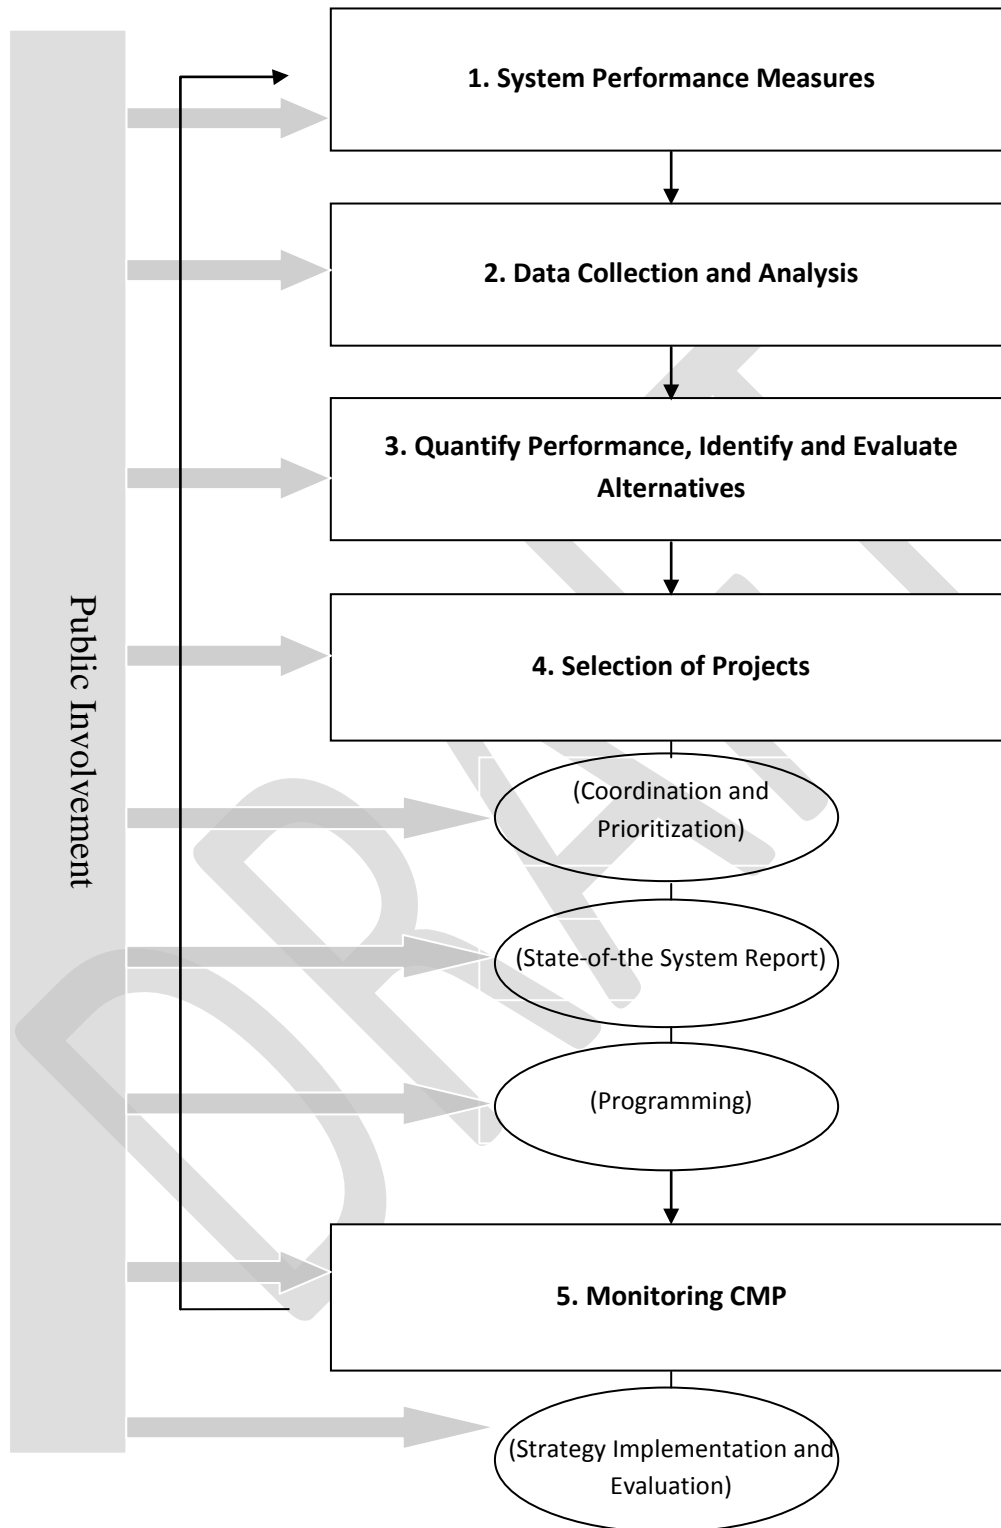 1. System Performance Measures
2. Data Collection and Analysis
3. Quantify Performance, Identify and Evaluate
Alternatives
4. Selection of Projects
Public Involvement
(Coordination and
Prioritization)
(State-of-the System Report)
(Programming)
5. Monitoring CMP
(Strategy Implementation and
Evaluation)
DRAFT